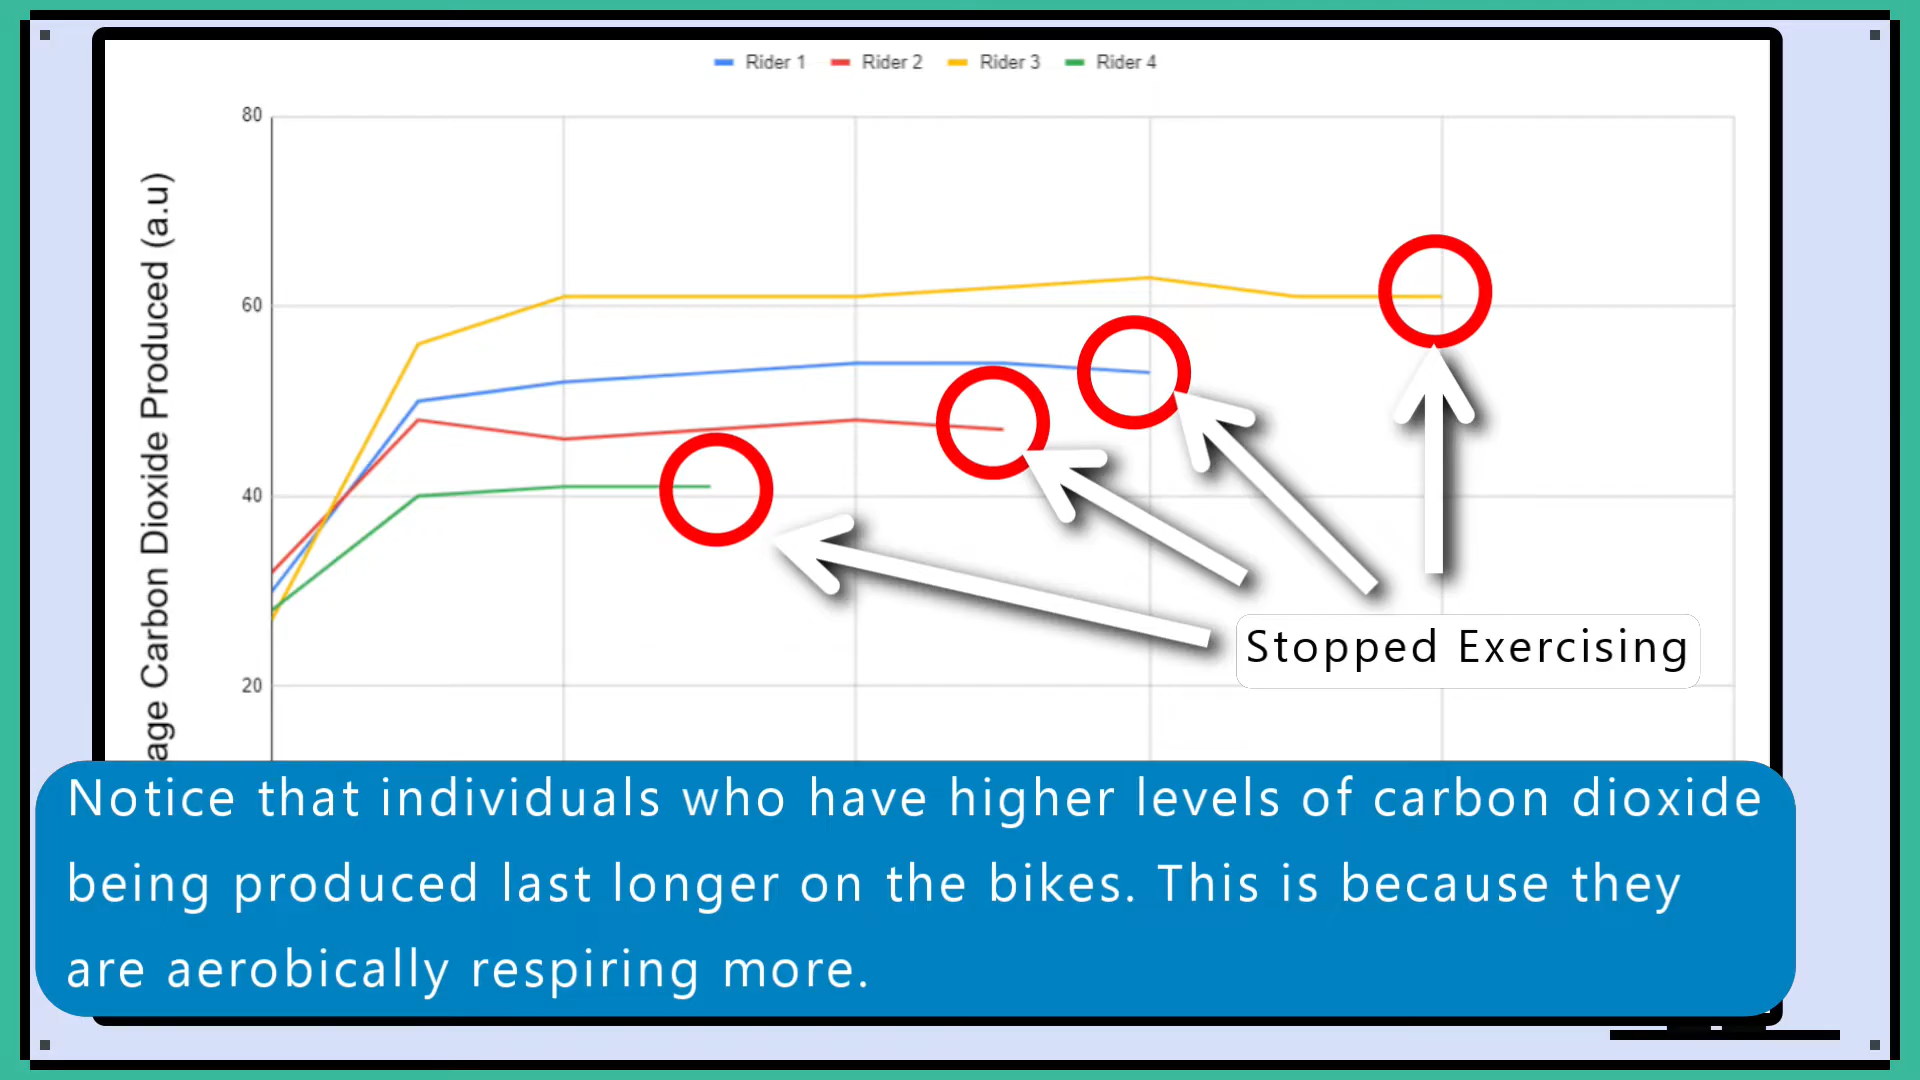 Rider 1 Rider 2 Rider 3 Rider 4
80
60
40
20
age Carbon Dioxide Produced (a.u)
Stopped Exercising
Notice that individuals who have higher levels of carbon dioxide
being produced last longer on the bikes. This is because they
are aerobically respiring more.